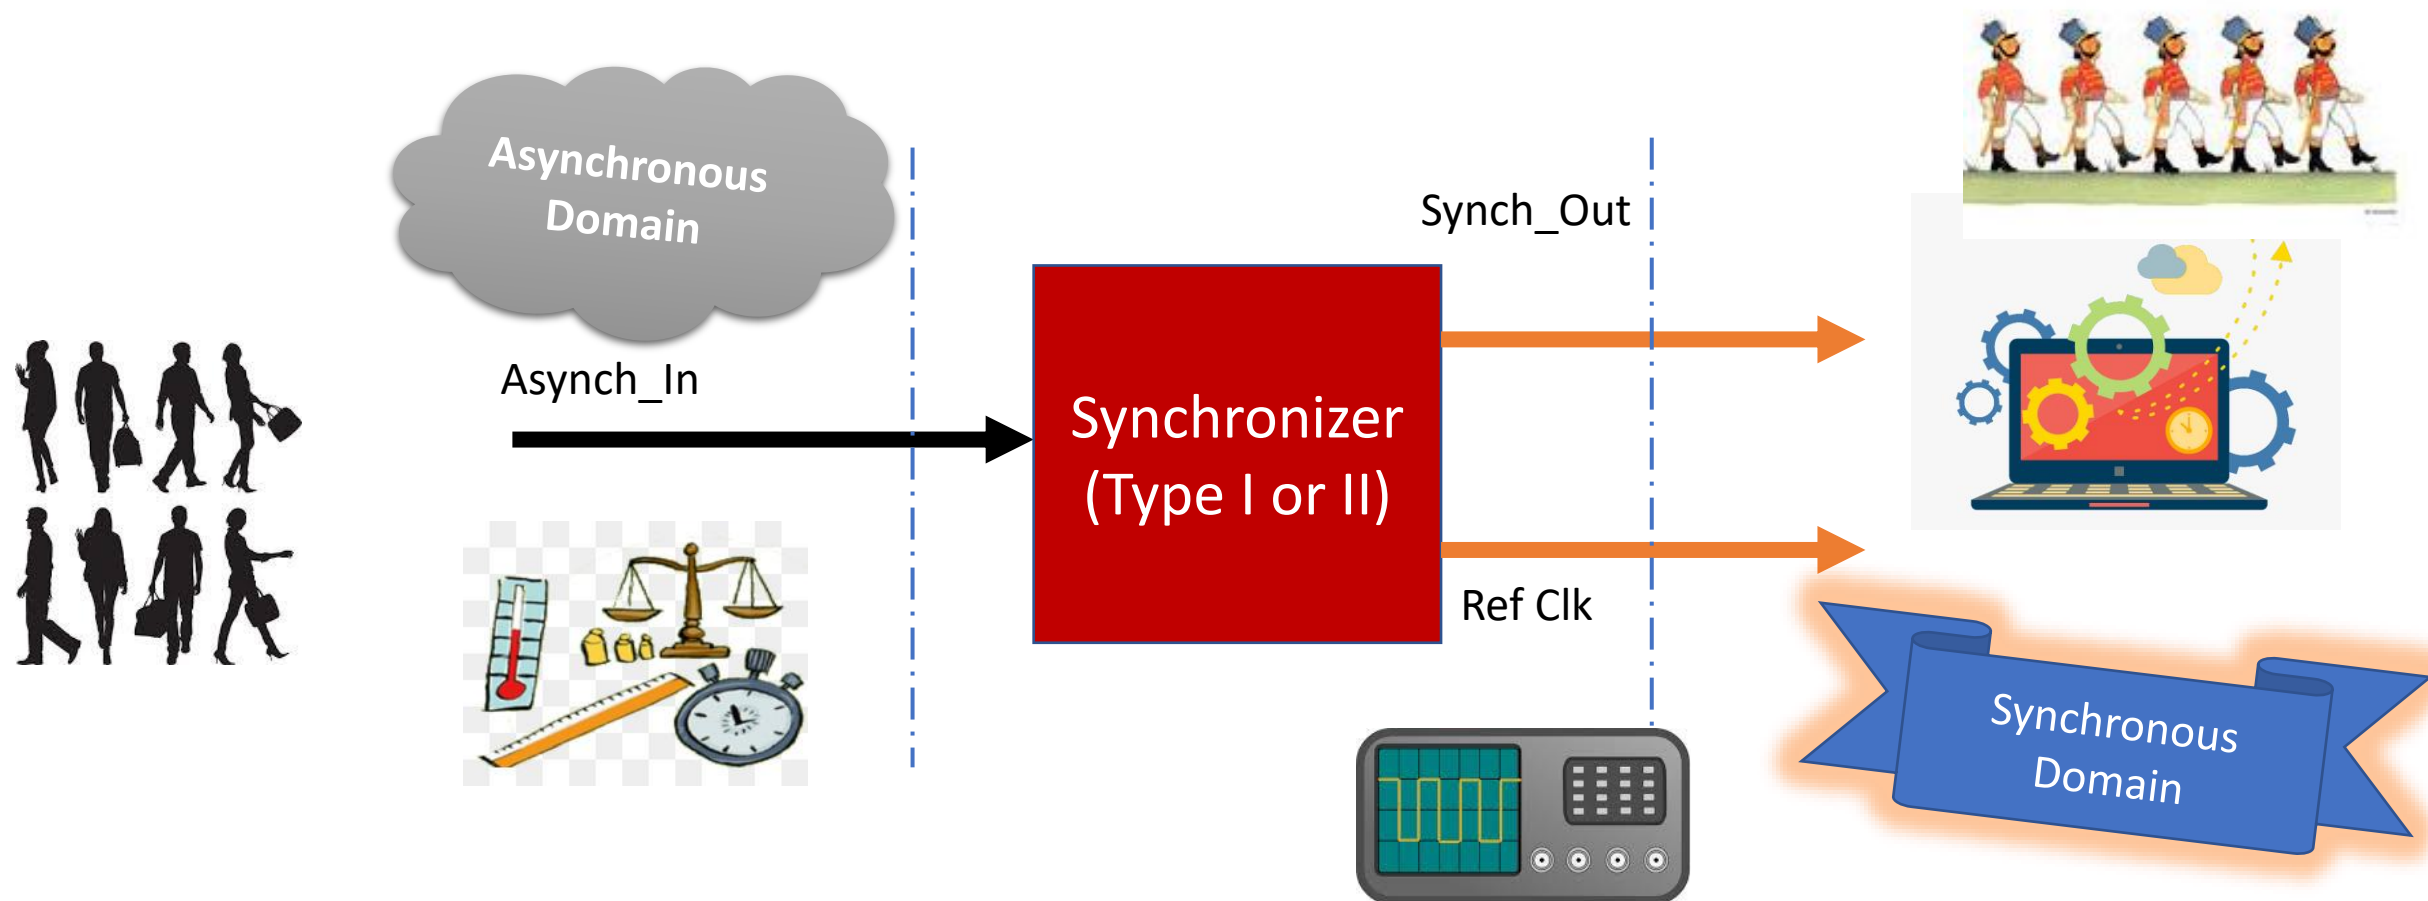 Asynchronous
Domain
Asynch_In
Synchronizer
(Type I or II)
Synch_Out
Ref Clk
Synchronous
Domain